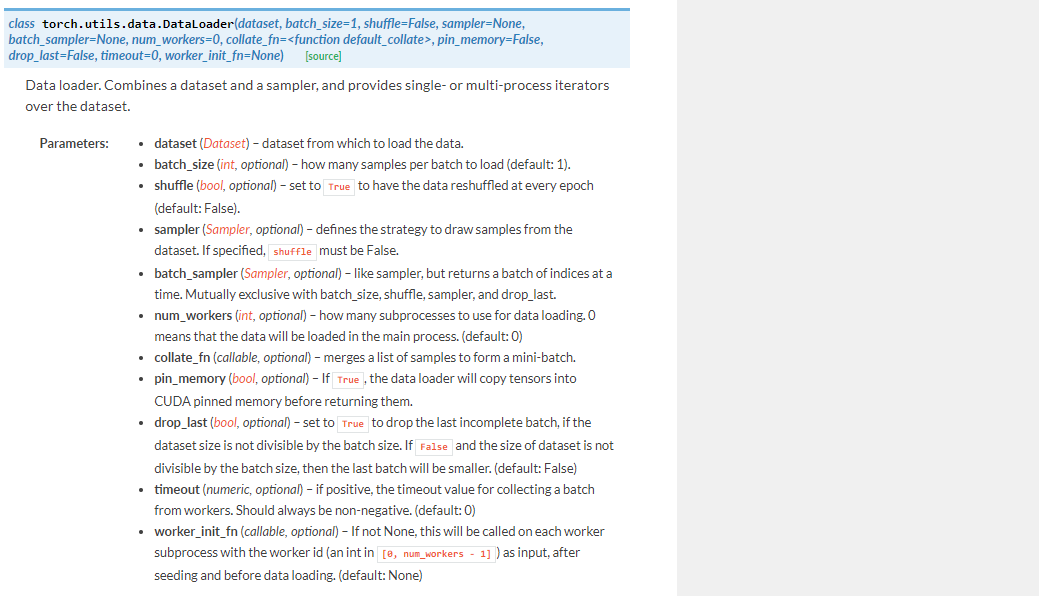 class torch.utils.data.DataLoader(dataset, batch_size=1, shuffle=False, sampler=None,
batch_sampler=None, num_workers=0, collate_fn=<function default_collate>, pin_memory=False,
drop_last=False, timeout=0, worker_init_fn=None) [source]
Data loader. Combines a dataset and a sampler, and provides single- or multi-process iterators
over the dataset.
Parameters:
• dataset (Dataset) – dataset from which to load the data.
• batch_size (int, optional) – how many samples per batch to load (default: 1).
• shuffle (bool, optional) – set to True to have the data reshuffled at every epoch
(default: False).
• sampler (Sampler, optional) – defines the strategy to draw samples from the
dataset. If specified, shuffle must be False.
• batch_sampler (Sampler, optional) – like sampler, but returns a batch of indices at a
time. Mutually exclusive with batch_size, shuffle, sampler, and drop_last.
• num_workers (int, optional) – how many subprocesses to use for data loading. 0
means that the data will be loaded in the main process. (default: 0)
• collate_fn (callable, optional) – merges a list of samples to form a mini-batch.
• pin_memory (bool, optional) – If True, the data loader will copy tensors into
CUDA pinned memory before returning them.
• drop_last (bool, optional) – set to True to drop the last incomplete batch, if the
dataset size is not divisible by the batch size. If False and the size of dataset is not
divisible by the batch size, then the last batch will be smaller. (default: False)
• timeout (numeric, optional) – if positive, the timeout value for collecting a batch
from workers. Should always be non-negative. (default: 0)
• worker_init_fn (callable, optional) – If not None, this will be called on each worker
subprocess with the worker id (an int in [0, num_workers - 1]) as input, after
seeding and before data loading. (default: None)